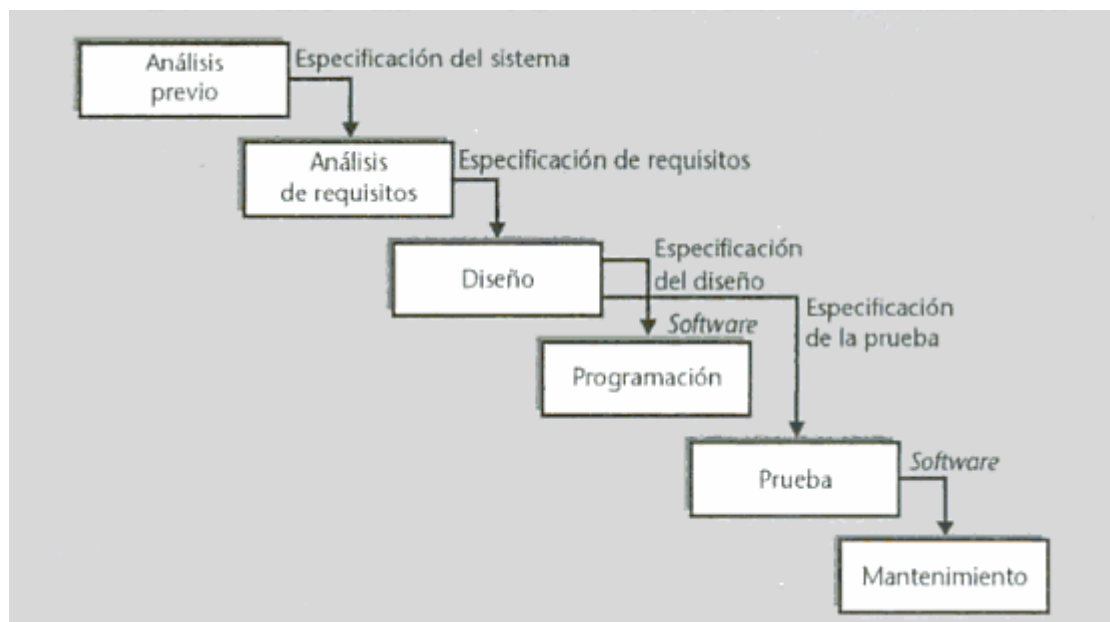 Análisis
previo
Especificación del sistema
Análisis
de requisitos
Especificación de requisitos
Diseño
Especificación
del diseño
Especificación
de la prueba
Software
Programación
Prueba
Software
Mantenimiento